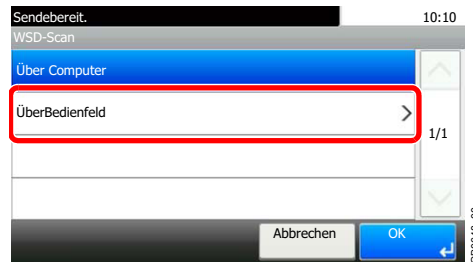 Sendebereit. 10:10
WSD-Scan
Über Computer
ÜberBedienfeld
1/1
Abbrechen OK